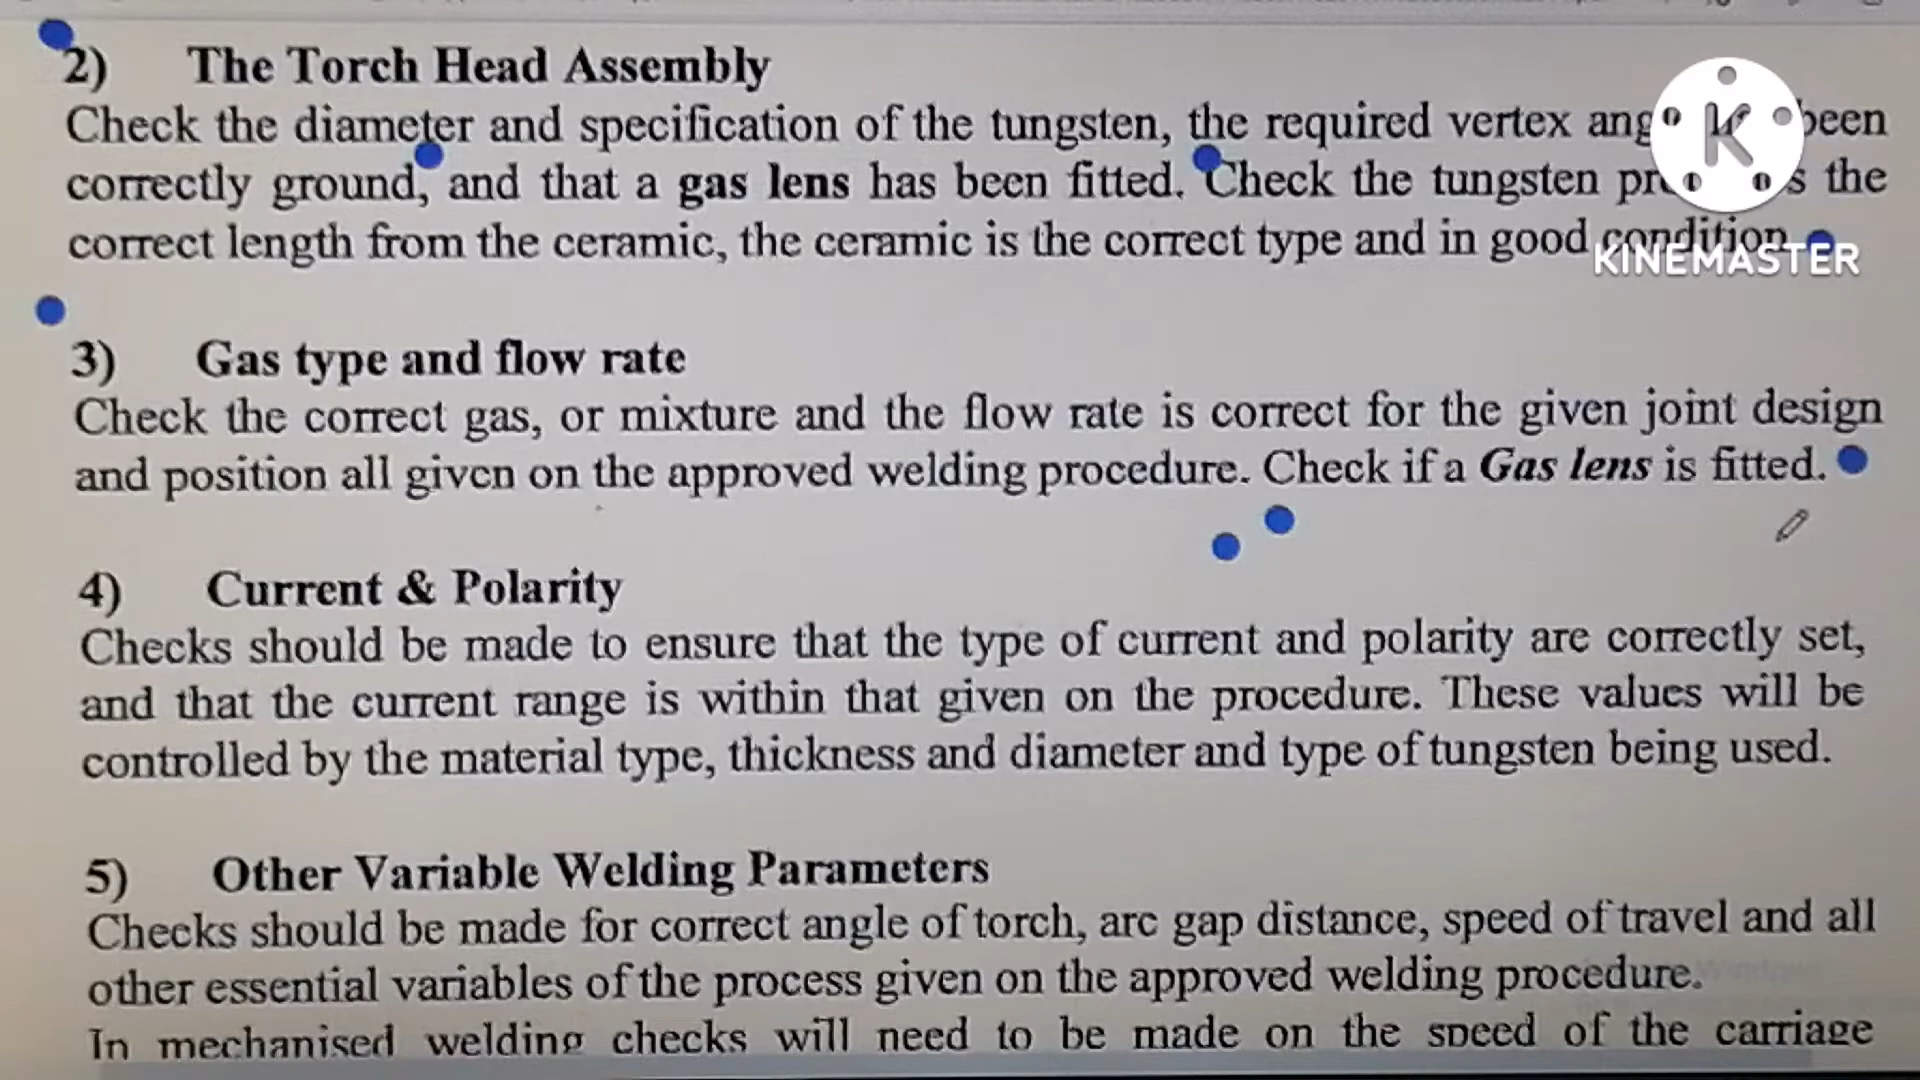 2) The Torch Head Assembly
Check the diameter and specification of the tungsten, the required vertex been
correctly ground, and that a gas lens has been fitted. Check the tungsten the
correct length from the ceramic, the ceramic is the correct type and in good condition.
3) Gas type and flow rate
Check the correct gas, or mixture and the flow rate is correct for the given joint design
and position all given on the approved welding procedure. Check if a Gas lens is fitted.
4) Current & Polarity
Checks should be made to ensure that the type of current and polarity are correctly set,
and that the current range is within that given on the procedure. These values will be
controlled by the material type, thickness and diameter and type of tungsten being used.
5) Other Variable Welding Parameters
Checks should be made for correct angle of torch, arc gap distance, speed of travel and all
other essential variables of the process given on the approved welding procedure.
In mechanised welding checks will need to be made on the speed of the carriage
K
KINEMASTER